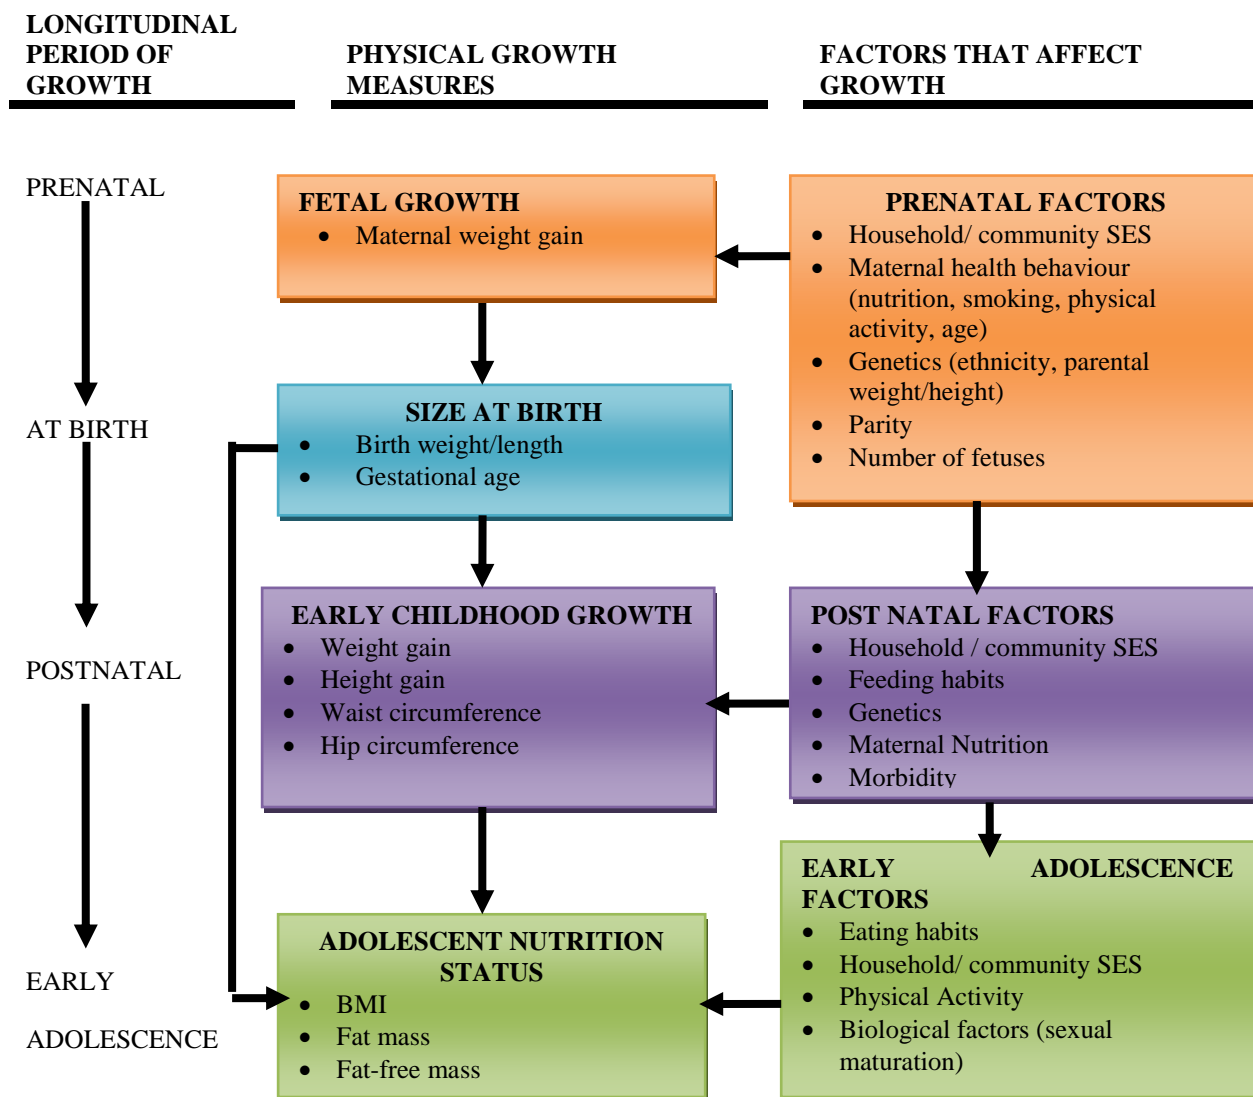 LONGITUDINAL
PERIOD OF
GROWTH
PHYSICAL GROWTH
MEASURES
FACTORS THAT AFFECT
GROWTH
PRENATAL
AT BIRTH
POSTNATAL
EARLY
ADOLESCENCE
FETAL GROWTH
• Maternal weight gain
SIZE AT BIRTH
• Birth weight/length
• Gestational age
EARLY CHILDHOOD GROWTH
• Weight gain
• Height gain
• Waist circumference
• Hip circumference
ADOLESCENT NUTRITION
STATUS
• BMI
• Fat mass
• Fat-free mass
PRENATAL FACTORS
• Household/ community SES
• Maternal health behaviour
(nutrition, smoking, physical
activity, age)
• Genetics (ethnicity, parental
weight/height)
• Parity
• Number of fetuses
POST NATAL FACTORS
• Household / community SES
• Feeding habits
• Genetics
• Maternal Nutrition
• Morbidity
EARLY ADOLESCENCE
FACTORS
• Eating habits
• Household/ community SES
• Physical Activity
• Biological factors (sexual
maturation)